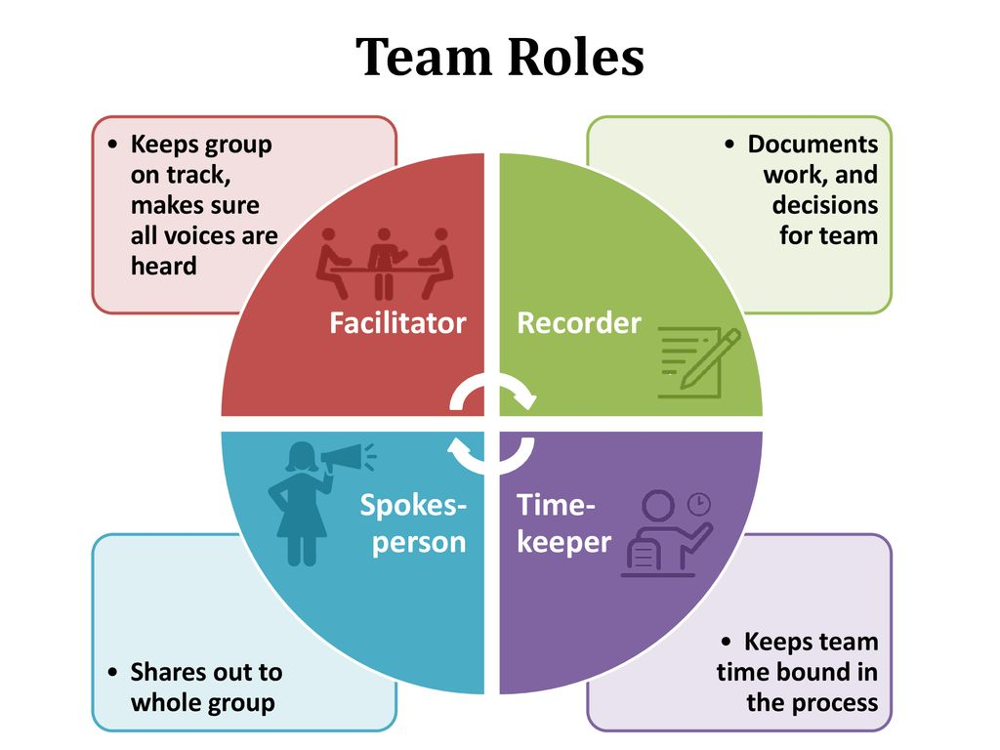 Team Roles
• Keeps group
on track,
makes sure
all voices are
heard
• Documents
work, and
decisions
for team
Facilitator
Recorder
Spokes-
person
Time-
keeper
• Shares out to
whole group
• Keeps team
time bound in
the process